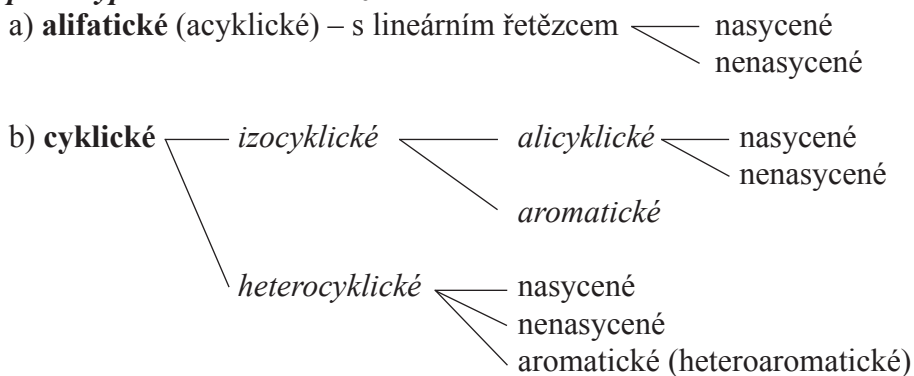 a) alifatické (acyklické) – s lineárním řetězcem nasycené
nenasycené
b) cyklické izocyklické alicyklické nasycené
nenasycené
aromatické
heterocyklické nasycené
nenasycené
aromatické (heteroaromatické)